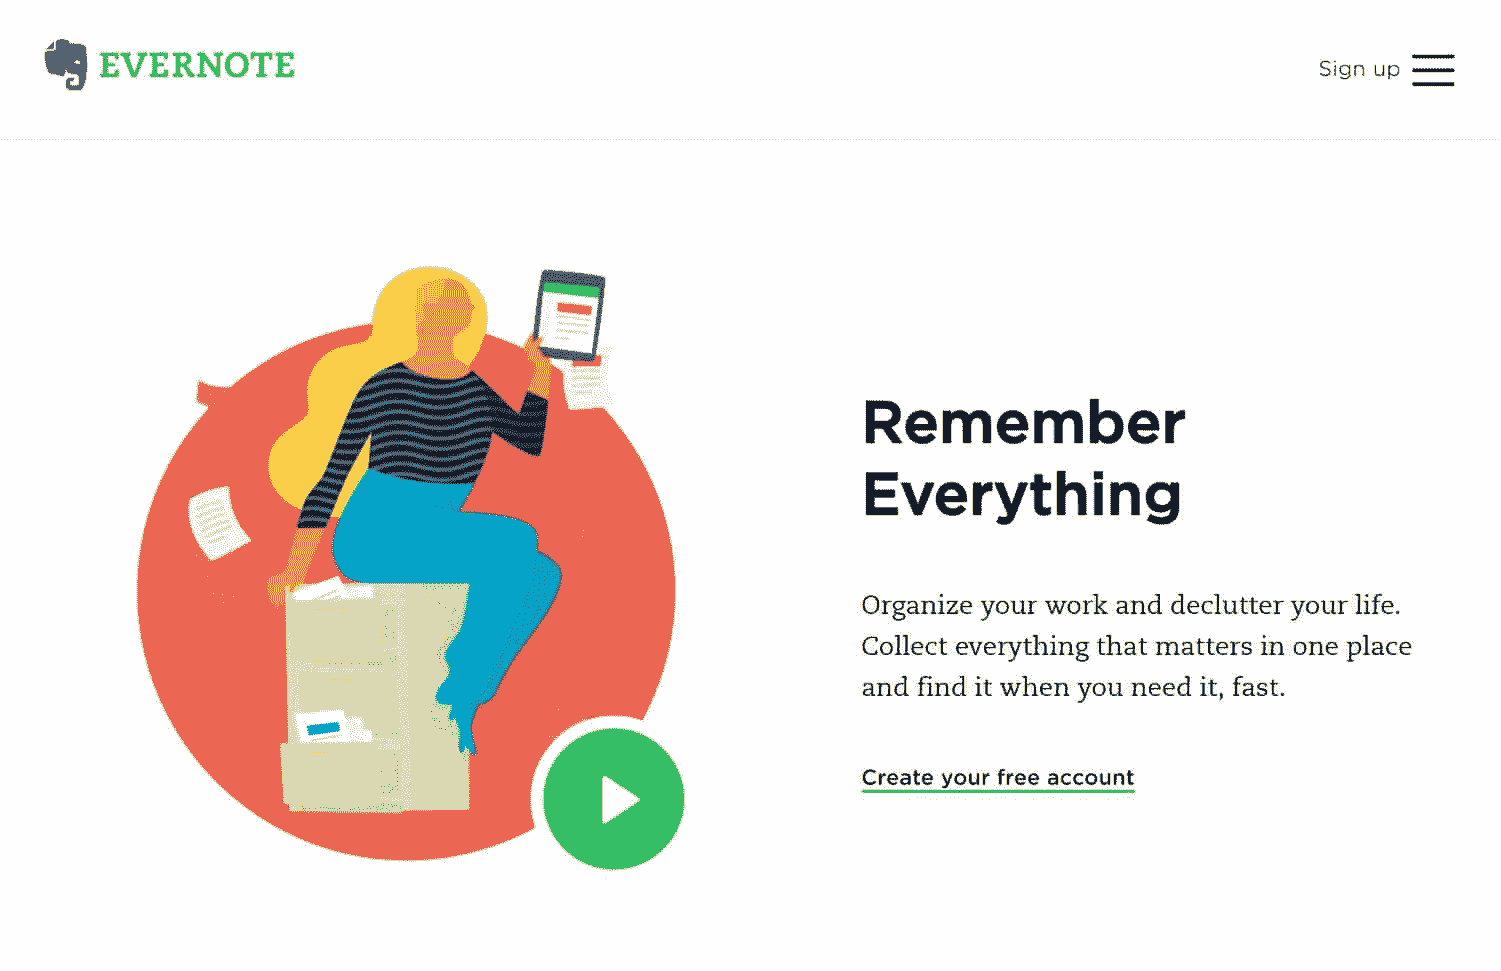 EVERNOTE
Sign up
Remember
Everything
Organize your work and declutter your life.
Collect everything that matters in one place
and find it when you need it, fast.
Create your free account